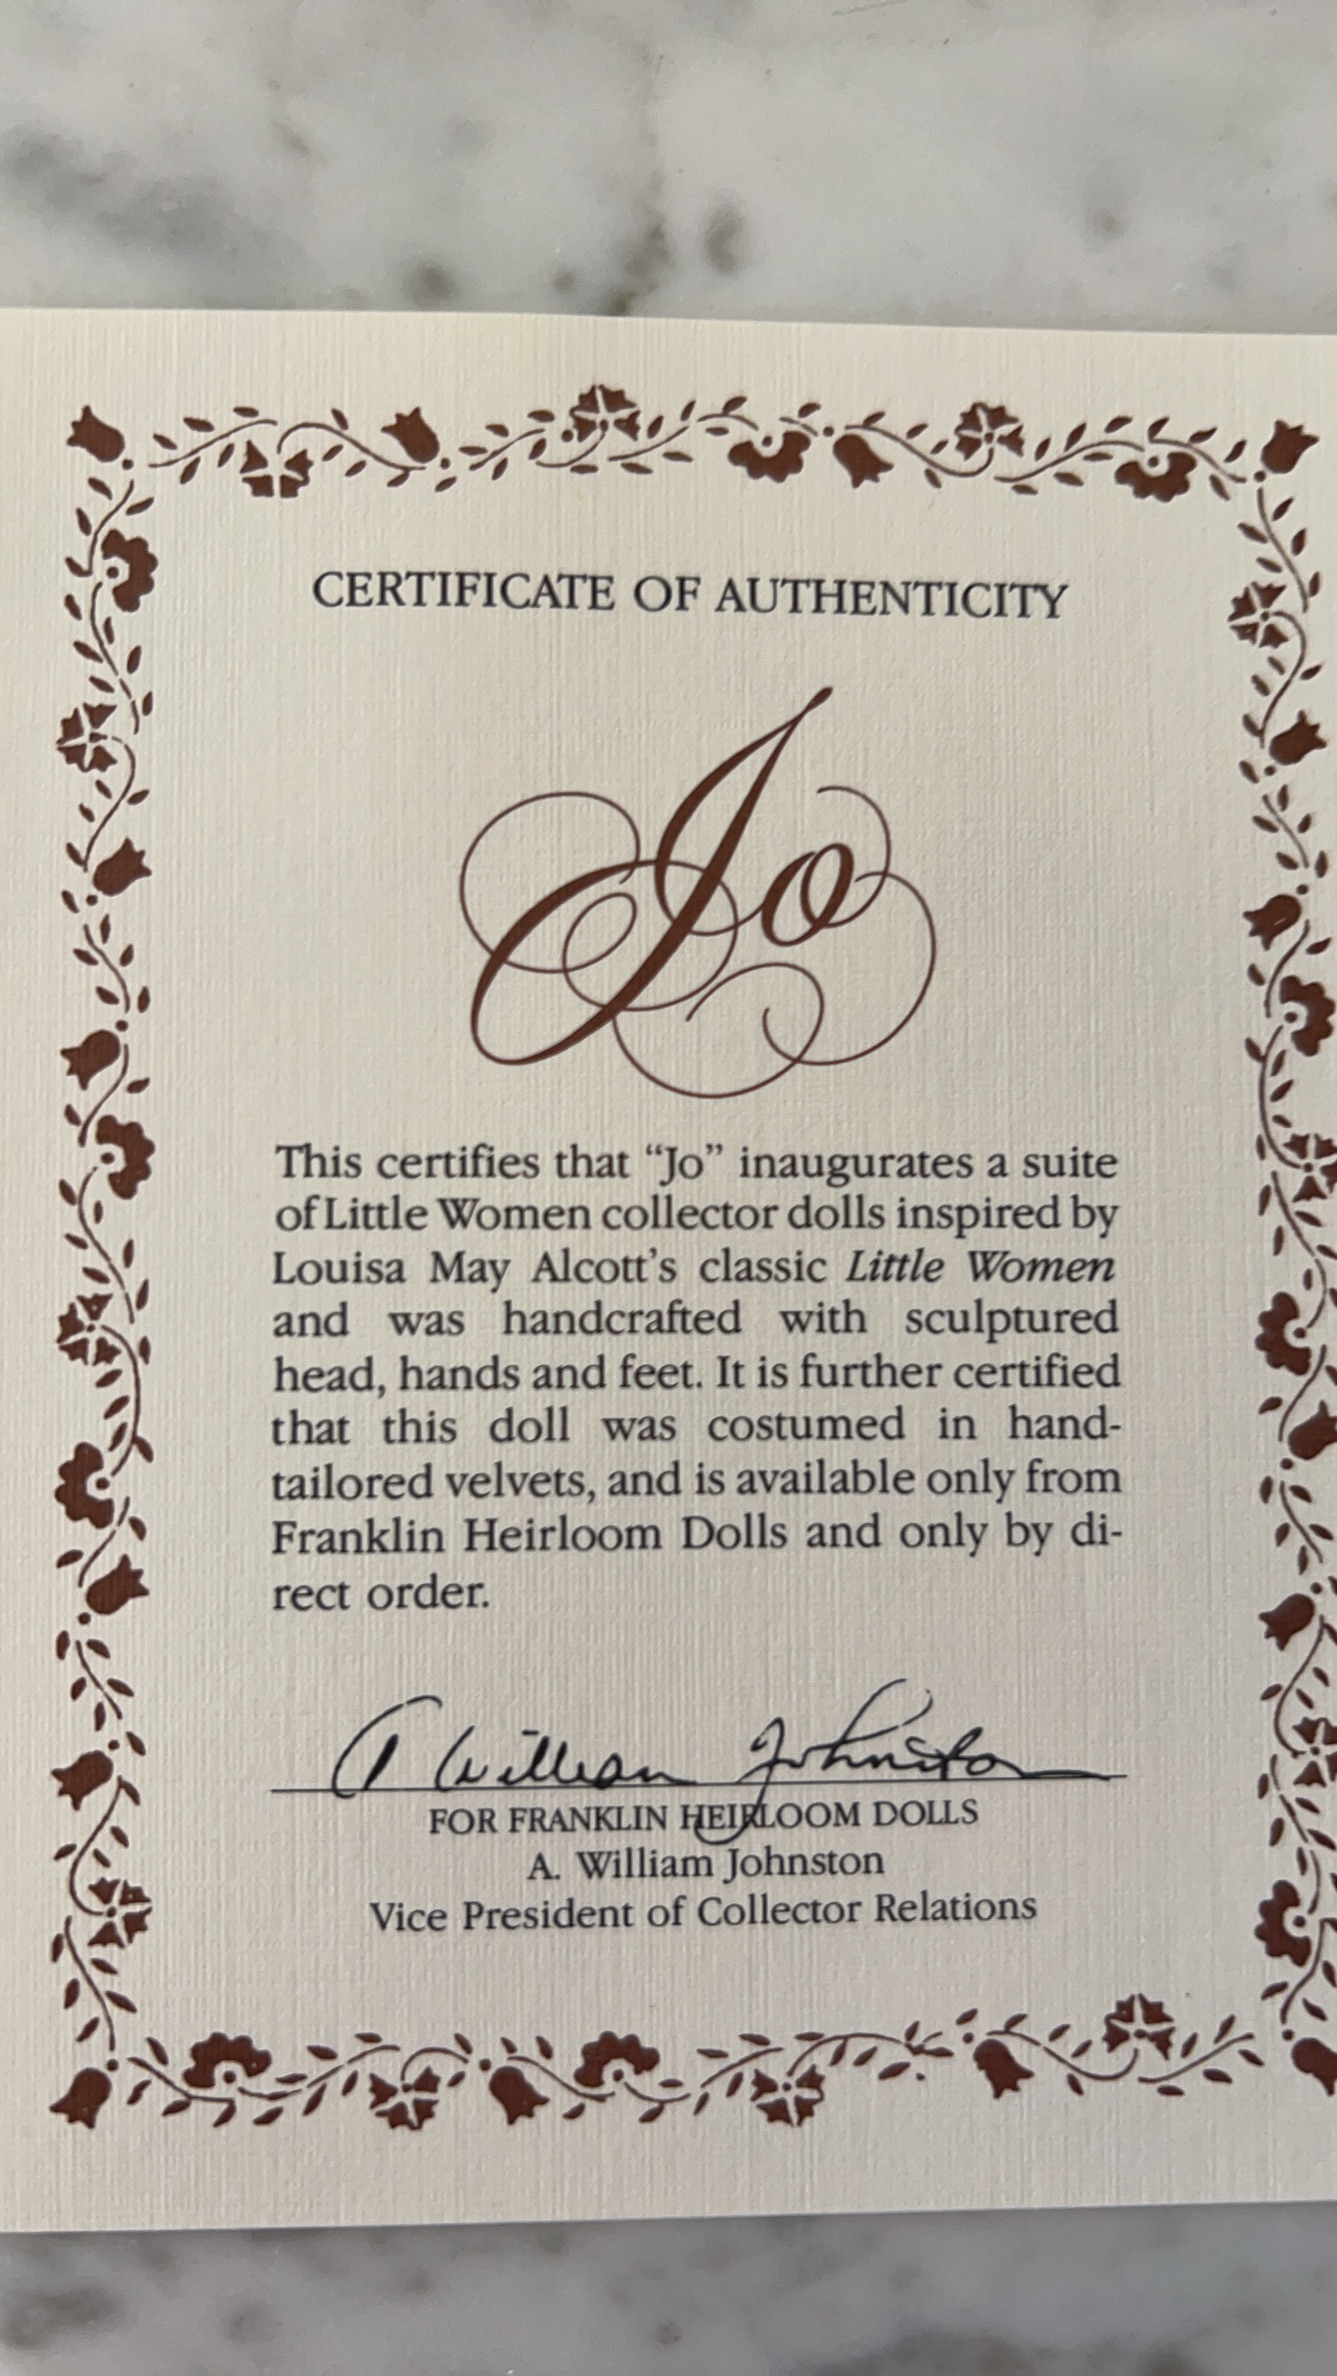 CERTIFICATE OF AUTHENTICITY
Jo
This certifies that “Jo” inaugurates a suite
of Little Women collector dolls inspired by
Louisa May Alcott’s classic Little Women
and was handcrafted with sculptured
head, hands and feet. It is further certified
that this doll was costumed in hand-
tailored velvets, and is available only from
Franklin Heirloom Dolls and only by di-
rect order.
A William Johnston
FOR FRANKLIN HEIRLOOM DOLLS
A. William Johnston
Vice President of Collector Relations